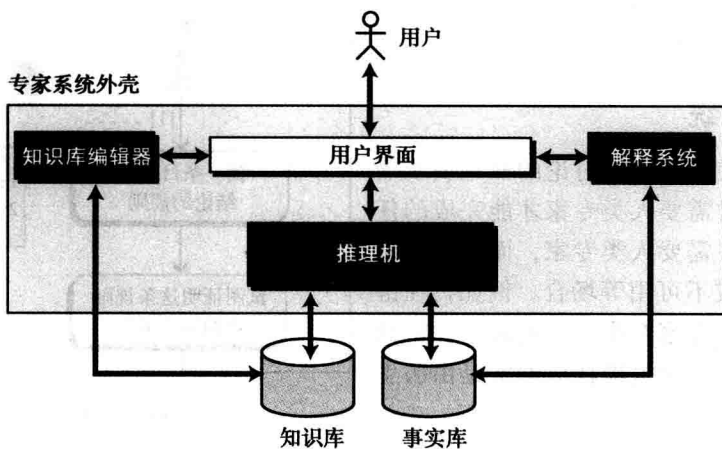 用户
专家系统外壳
知识库编辑器
用户界面
解释系统
推理机
知识库
事实库